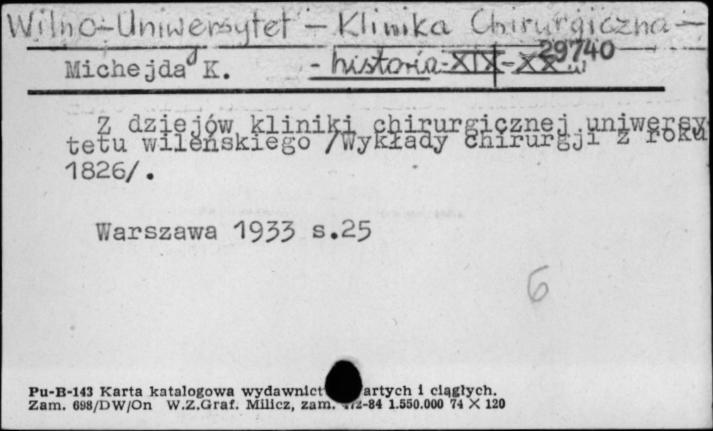 Wilno-Uniwersytet - Klinika Chirurgiczna -
29740
Michejda K. - historia - XIX - XX w
Z dziejów kliniki chirurgicznej uniwersy
tetu wileńskiego /Wykłady chirurgji z roku
1826/.
Warszawa 1933 s.25
6
Pu-B-143 Karta katalogowa wydawnict artych i ciągłych.
Zam. 698/DW/On W.Z.Graf. Milicz, zam. -84 1.550.000 74 X 120